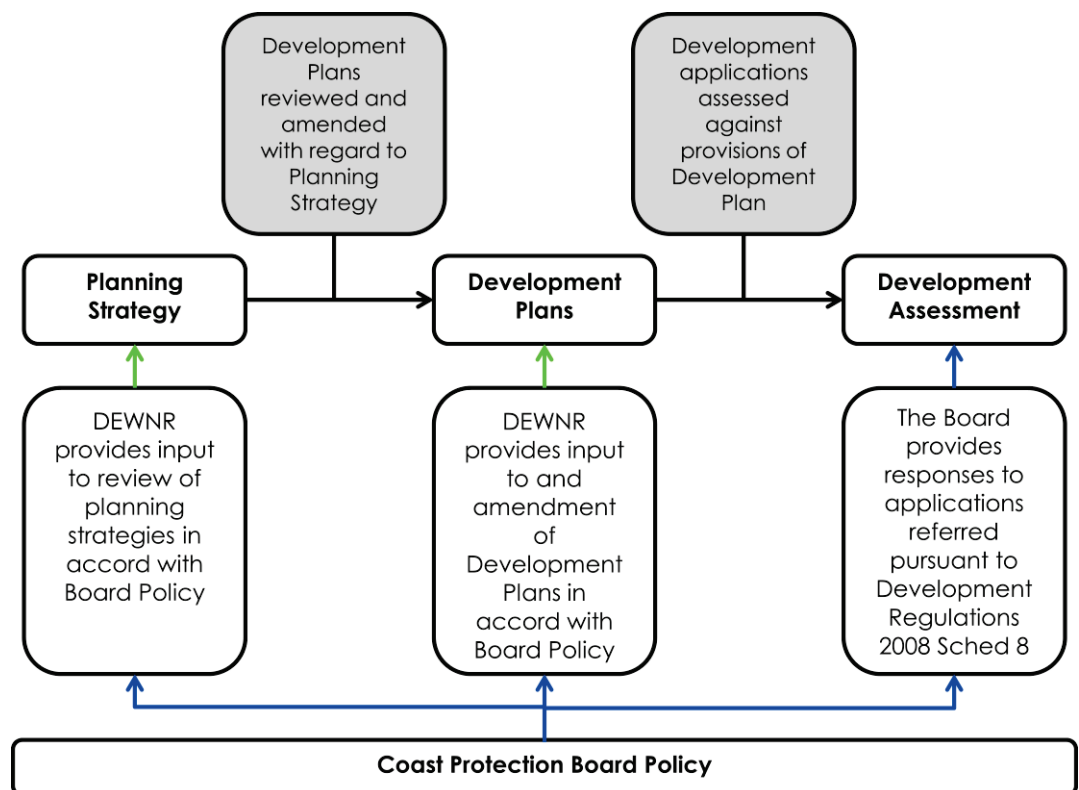 Development
Plans
reviewed and
amended
with regard to
Planning
Strategy
Development
applications
assessed
against
provisions of
Development
Plan
Planning
Strategy
Development
Plans
Development
Assessment
DEWNR
provides input
to review of
planning
strategies in
accord with
Board Policy
DEWNR
provides input
to and
amendment
of
Development
Plans in
accord with
Board Policy
The Board
provides
responses to
applications
referred
pursuant to
Development
Regulations
2008 Sched 8
Coast Protection Board Policy